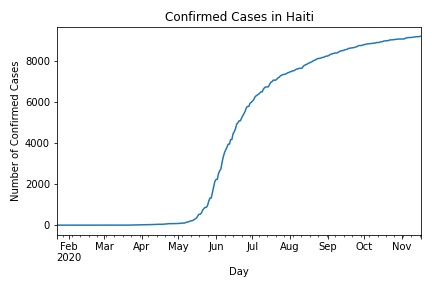 Confirmed Cases in Haiti
Number of Confirmed Cases
8000
6000
4000
2000
0
Feb Mar Apr May Jun Jul Aug Sep Oct Nov
2020
Day